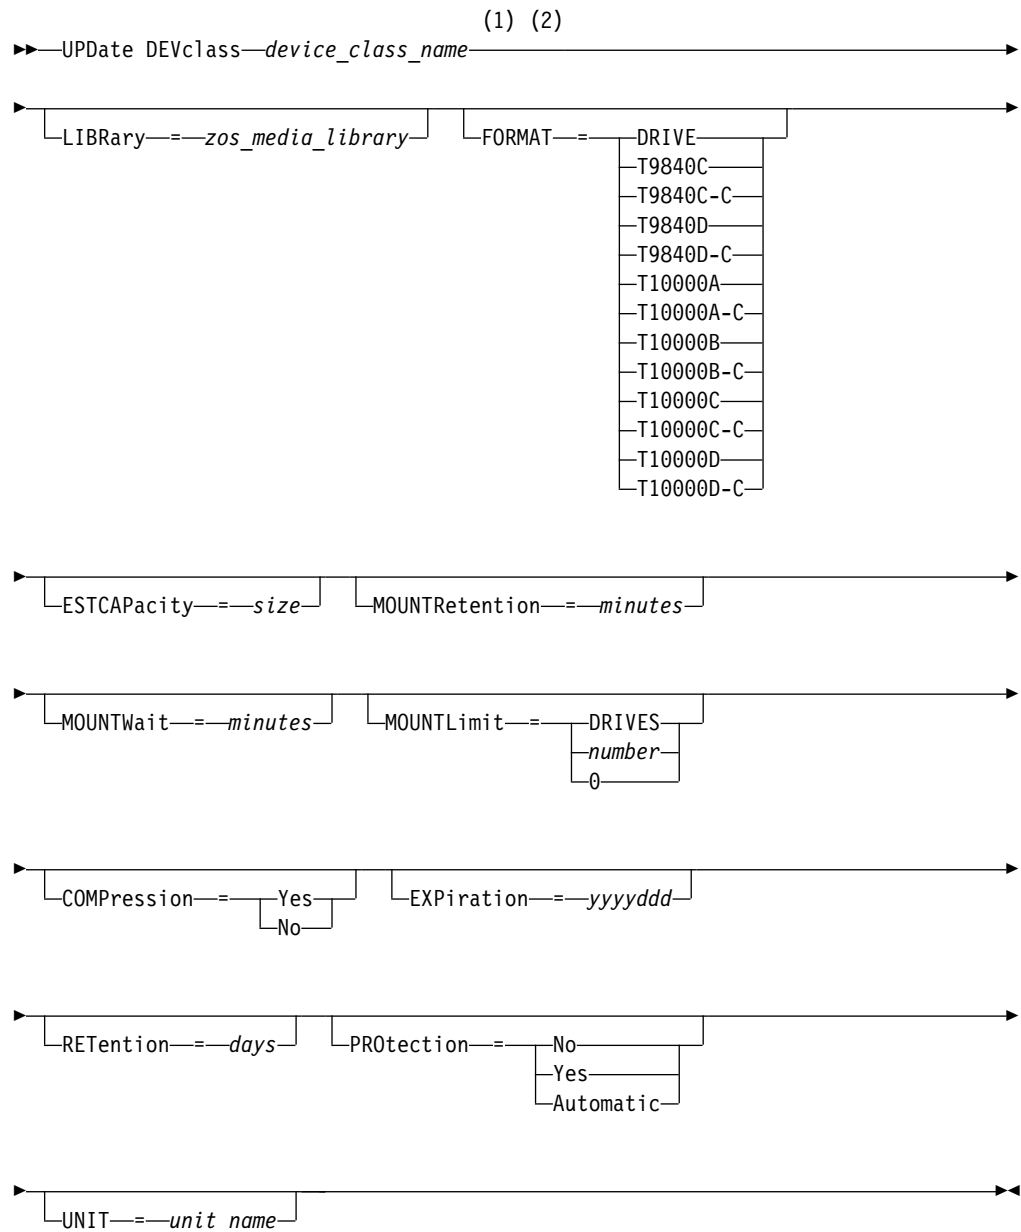 (1) (2)
UPDate DEVclass device_class_name
LIBRary = zos_media_library FORMAT = DRIVE
T9840C
T9840C-C
T9840D
T9840D-C
T10000A
T10000A-C
T10000B
T10000B-C
T10000C
T10000C-C
T10000D
T10000D-C
ESTCAPacity = size MOUNTRetention = minutes
MOUNTWait = minutes MOUNTLimit = DRIVES
number
0
COMPression = Yes EXPiration = yyyyddd
No
RETention = days PROtection = No
Yes
Automatic
UNIT = unit_name